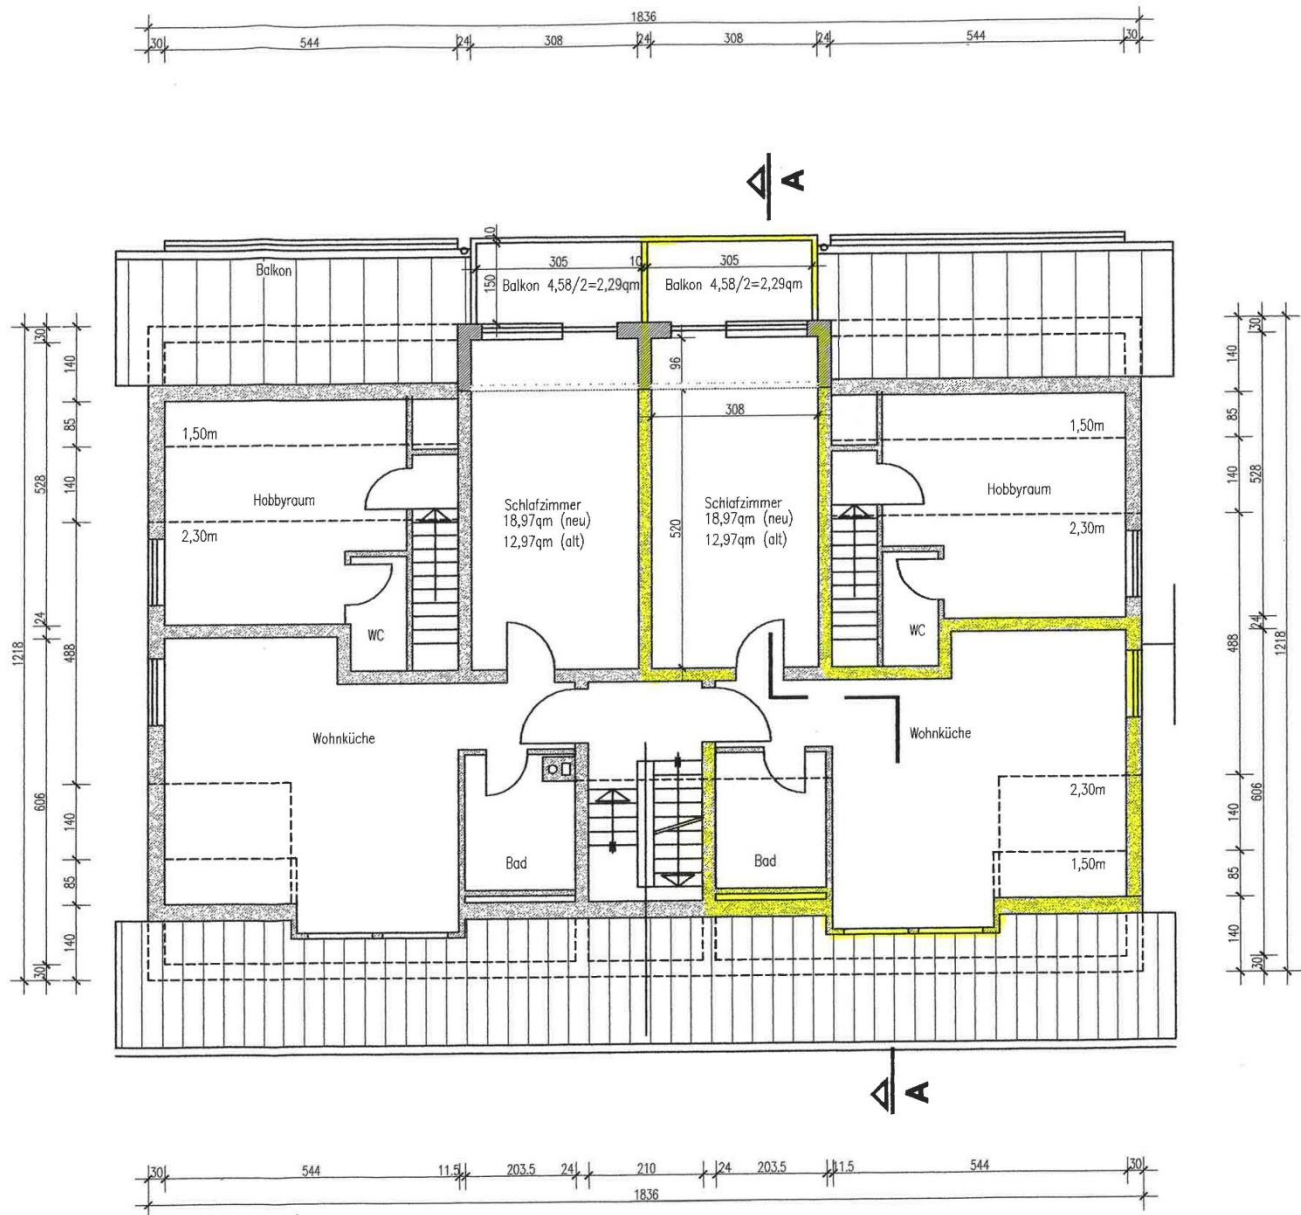 1836
30 544 24 308 24 308 24 544 30
A
Balkon
10
150
305 10 305
Balkon 4,58/2=2,29qm Balkon 4,58/2=2,29qm
96
308
520
1,50m
Hobbyraum
2,30m
WC
Schlafzimmer
18,97qm (neu)
12,97qm (alt)
Schlafzimmer
18,97qm (neu)
12,97qm (alt)
1,50m
Hobbyraum
2,30m
WC
Wohnküche
Bad
Bad
Wohnküche
2,30m
1,50m
1218
30 528 24 606 30
140 85 140 488 140 85 140
140 85 140 488 140 85 140
30 528 24 606 30
1218
A
30 544 11.5 203.5 24 210 24 203.5 11.5 544 30
1836